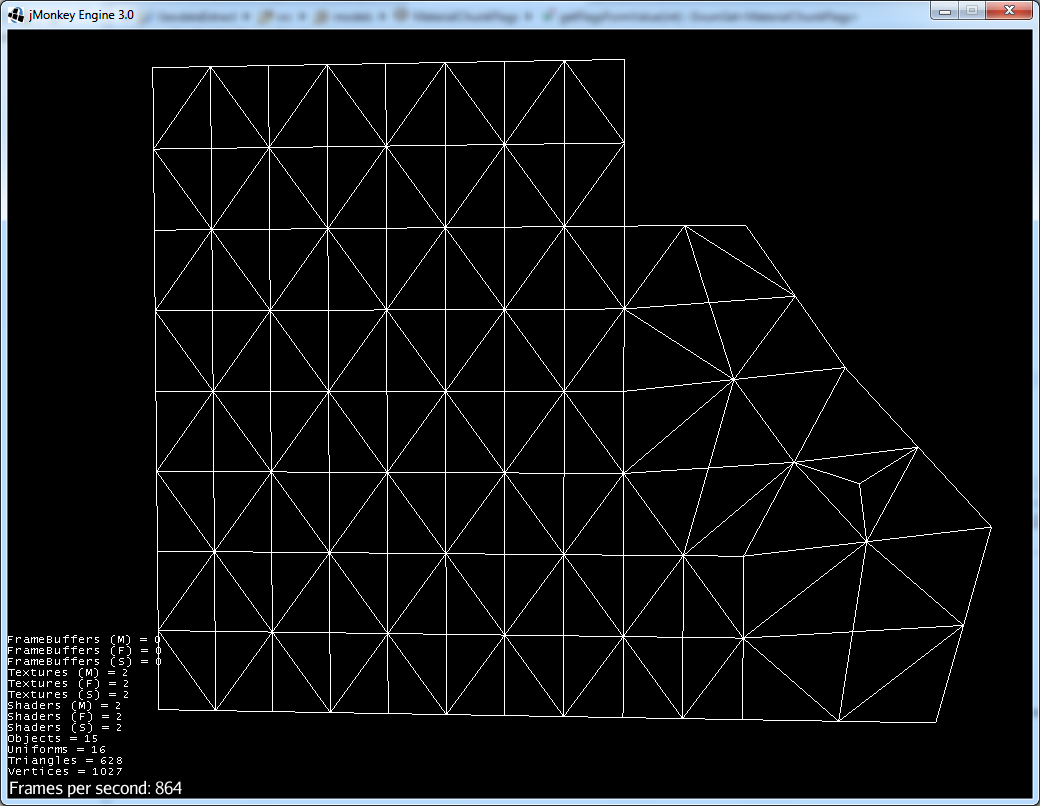 jMonkey Engine 3.0
FrameBuffers (M) = 0
FrameBuffers (F) = 0
FrameBuffers (S) = 0
Textures (M) = 2
Textures (F) = 2
Textures (S) = 2
Shaders (M) = 2
Shaders (F) = 2
Shaders (S) = 2
Objects = 15
Uniforms = 16
Triangles = 628
Vertices = 1027
Frames per second: 864